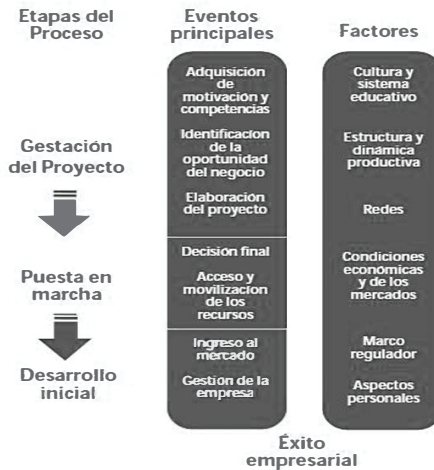 Etapas del
Proceso
Gestación
del Proyecto
Puesta en
marcha
Desarrollo
inicial
Eventos
principales
Adquisición
de
motivación y
competencias
Identificacion
de la
oportunidad
del negocio
Elaboración
del proyecto
Decisión final
Acceso y
movilizacion
de los
recursos
Ingreso al
mercado
Gestión de la
empresa
Factores
Cultura y
sistema
educativo
Estructura y
dinámica
productiva
Redes
Condiciones
económicas
y de los
mercados
Marco
regulador
Aspectos
personales
Éxito
empresarial